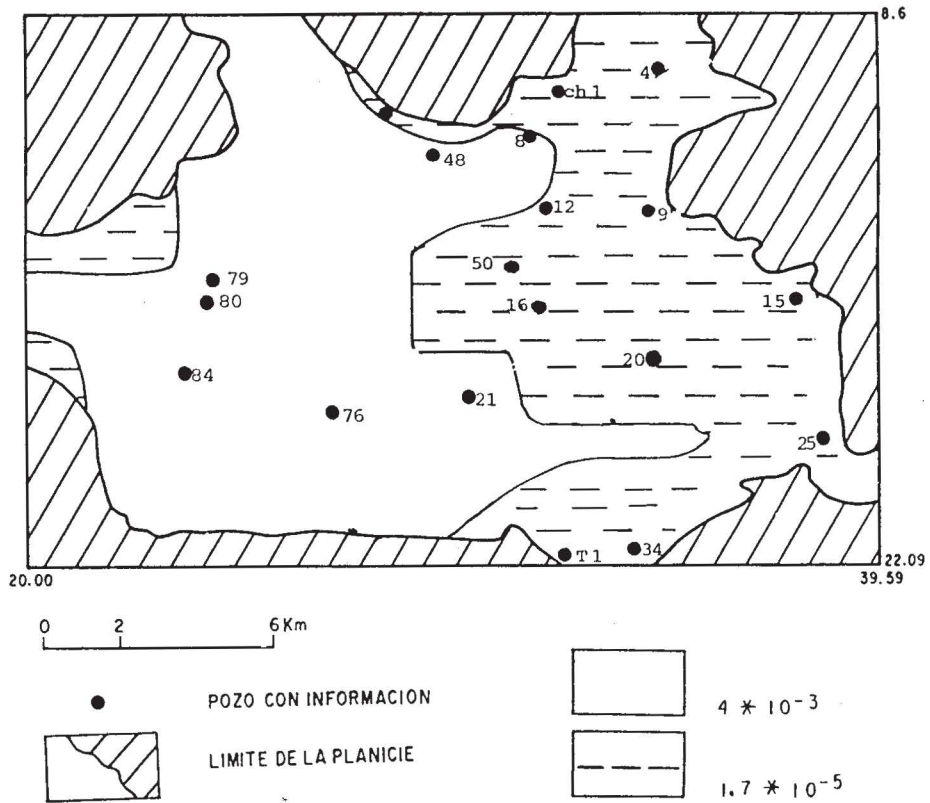 8.6
4
ch1
8
48
12
9
50
79
80
16
15
20
84
21
76
25
T1
34
20.00
22.09
39.59
0 2 6 Km
POZO CON INFORMACION
4 * 10⁻³
LIMITE DE LA PLANICIE
1.7 * 10⁻⁵